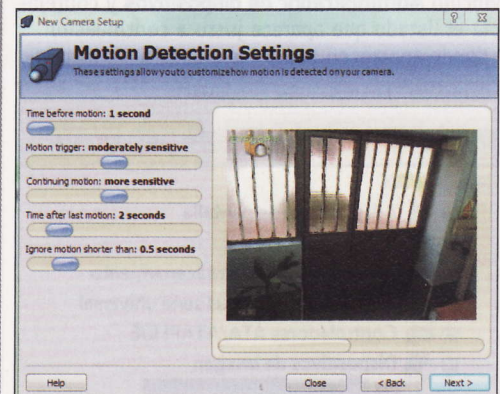 New Camera Setup
Motion Detection Settings
These settings allow you to customize how motion is detected on your camera.
Time before motion: 1 second
Motion trigger: moderately sensitive
Continuing motion: more sensitive
Time after last motion: 2 seconds
Ignore motion shorter than: 0.5 seconds
Help
Close
< Back
Next >